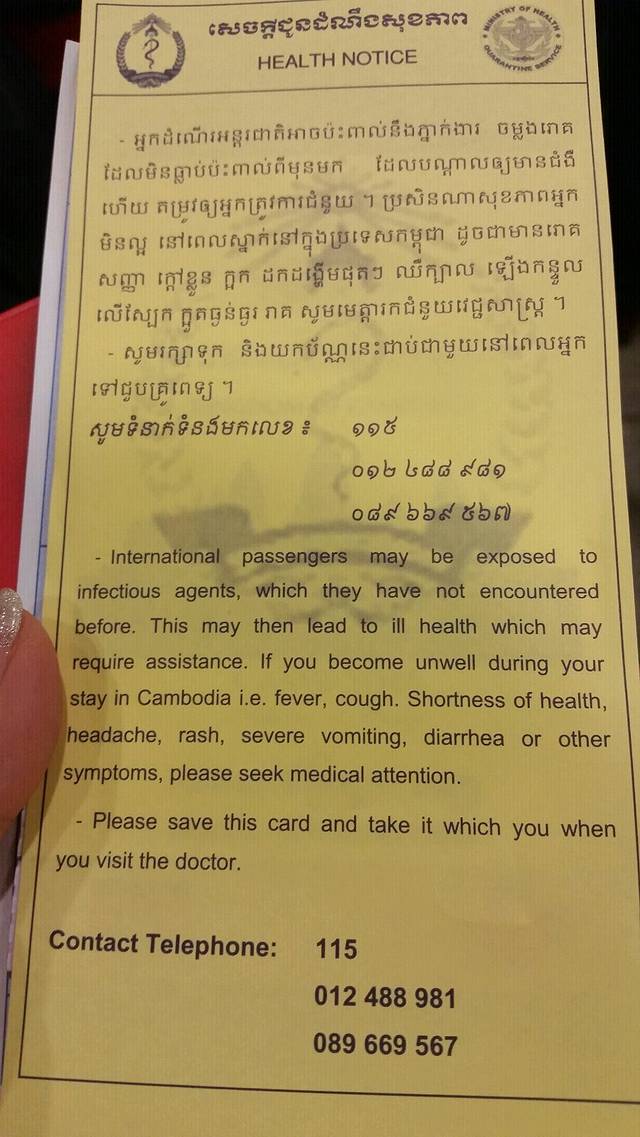 សេចក្តីជូនដំណឹងសុខភាព
HEALTH NOTICE
MINISTRY OF HEALTH
QUARANTINE SERVICE
- អ្នកដំណើរអន្តរជាតិអាចប៉ះពាល់នឹងភ្នាក់ងារ ចម្លងរោគ
ដែលមិនធ្លាប់ប៉ះពាល់ពីមុនមក ដែលបណ្តាលឲ្យមានជំងឺ
ហើយ តម្រូវឲ្យអ្នកត្រូវការជំនួយ ។ ប្រសិនណាសុខភាពអ្នក
មិនល្អ នៅពេលស្នាក់នៅក្នុងប្រទេសកម្ពុជា ដូចជាមានរោគ
សញ្ញា ក្តៅខ្លួន ក្អក ដកដង្ហើមផុតៗ ឈឺក្បាល ឡើងកន្ទួល
លើស្បែក ក្អួតធ្ងន់ធ្ងរ រាគ សូមមេត្តារកជំនួយវេជ្ជសាស្ត្រ ។
- សូមរក្សាទុក និងយកប័ណ្ណនេះជាប់ជាមួយនៅពេលអ្នក
ទៅជួបគ្រូពេទ្យ ។
សូមទំនាក់ទំនងមកលេខ ៖ ១១៥
០១២ ៤៨៨ ៩៨១
០៨៩ ៦៦៩ ៥៦៧
- International passengers may be exposed to
infectious agents, which they have not encountered
before. This may then lead to ill health which may
require assistance. If you become unwell during your
stay in Cambodia i.e. fever, cough. Shortness of health,
headache, rash, severe vomiting, diarrhea or other
symptoms, please seek medical attention.
- Please save this card and take it which you when
you visit the doctor.
Contact Telephone: 115
012 488 981
089 669 567